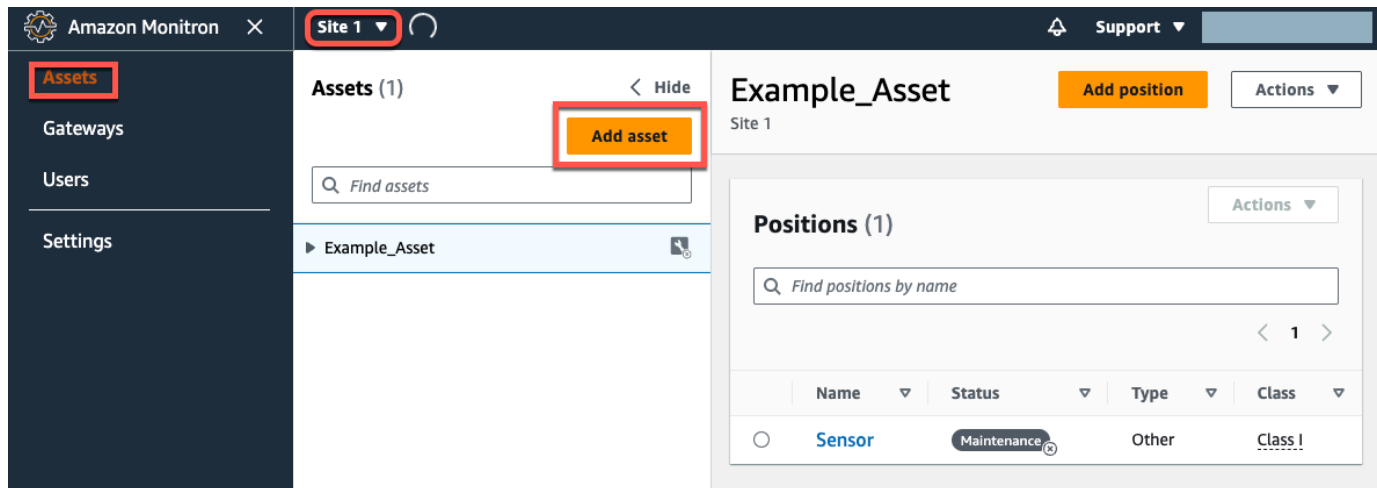 Amazon Monitron
Site 1
Support
Assets
Gateways
Users
Settings
Assets (1)
Hide
Add asset
Find assets
Example_Asset
Example_Asset
Site 1
Add position
Actions
Positions (1)
Actions
Find positions by name
1
Name Status Type Class
Sensor Maintenance Other Class I